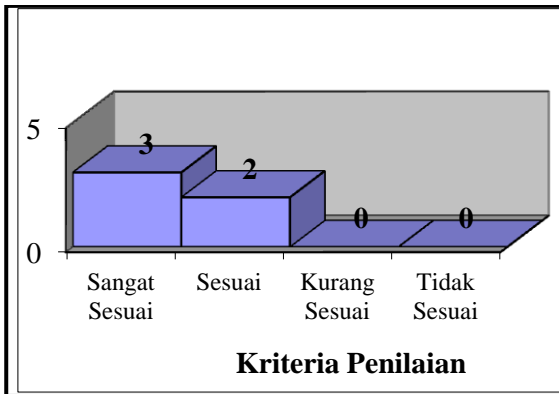 5
3
2
0
0
0
Sangat
Sesuai
Sesuai
Kurang
Sesuai
Tidak
Sesuai
Kriteria Penilaian